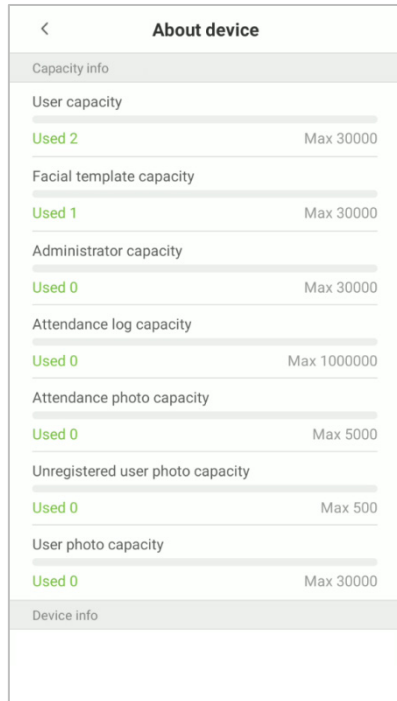 About device
Capacity info
User capacity
Used 2 Max 30000
Facial template capacity
Used 1 Max 30000
Administrator capacity
Used 0 Max 30000
Attendance log capacity
Used 0 Max 1000000
Attendance photo capacity
Used 0 Max 5000
Unregistered user photo capacity
Used 0 Max 500
User photo capacity
Used 0 Max 30000
Device info